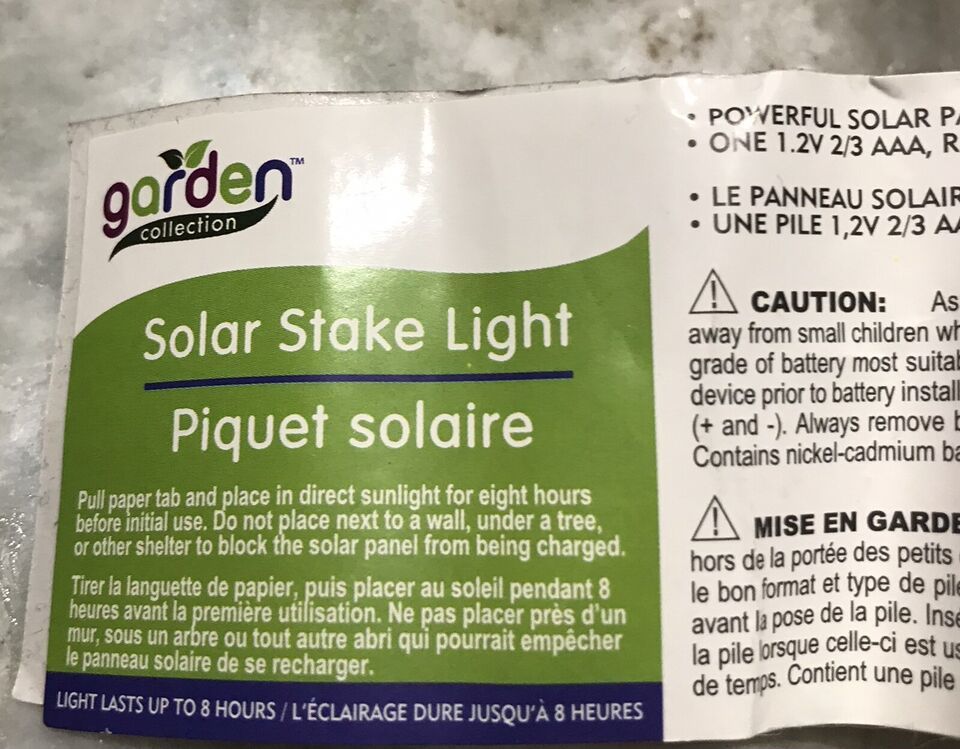 garden™
collection
Solar Stake Light
Piquet solaire
Pull paper tab and place in direct sunlight for eight hours
before initial use. Do not place next to a wall, under a tree,
or other shelter to block the solar panel from being charged.
Tirer la languette de papier, puis placer au soleil pendant 8
heures avant la première utilisation. Ne pas placer près d'un
mur, sous un arbre ou tout autre abri qui pourrait empêcher
le panneau solaire de se recharger.
LIGHT LASTS UP TO 8 HOURS / L'ÉCLAIRAGE DURE JUSQU'À 8 HEURES
• POWERFUL SOLAR
• ONE 1.2V 2/3 AAA,
• LE PANNEAU
• UNE PILE 1,2V 2/3
CAUTION: As
away from small children
grade of battery most
device prior to battery
(+ and -). Always remove
Contains nickel-cadmium
MISE EN GARDE
hors de la portée des petits
le bon format et type de
avant la pose de la pile.
la pile lorsque celle-ci est
de temps. Contient une pile